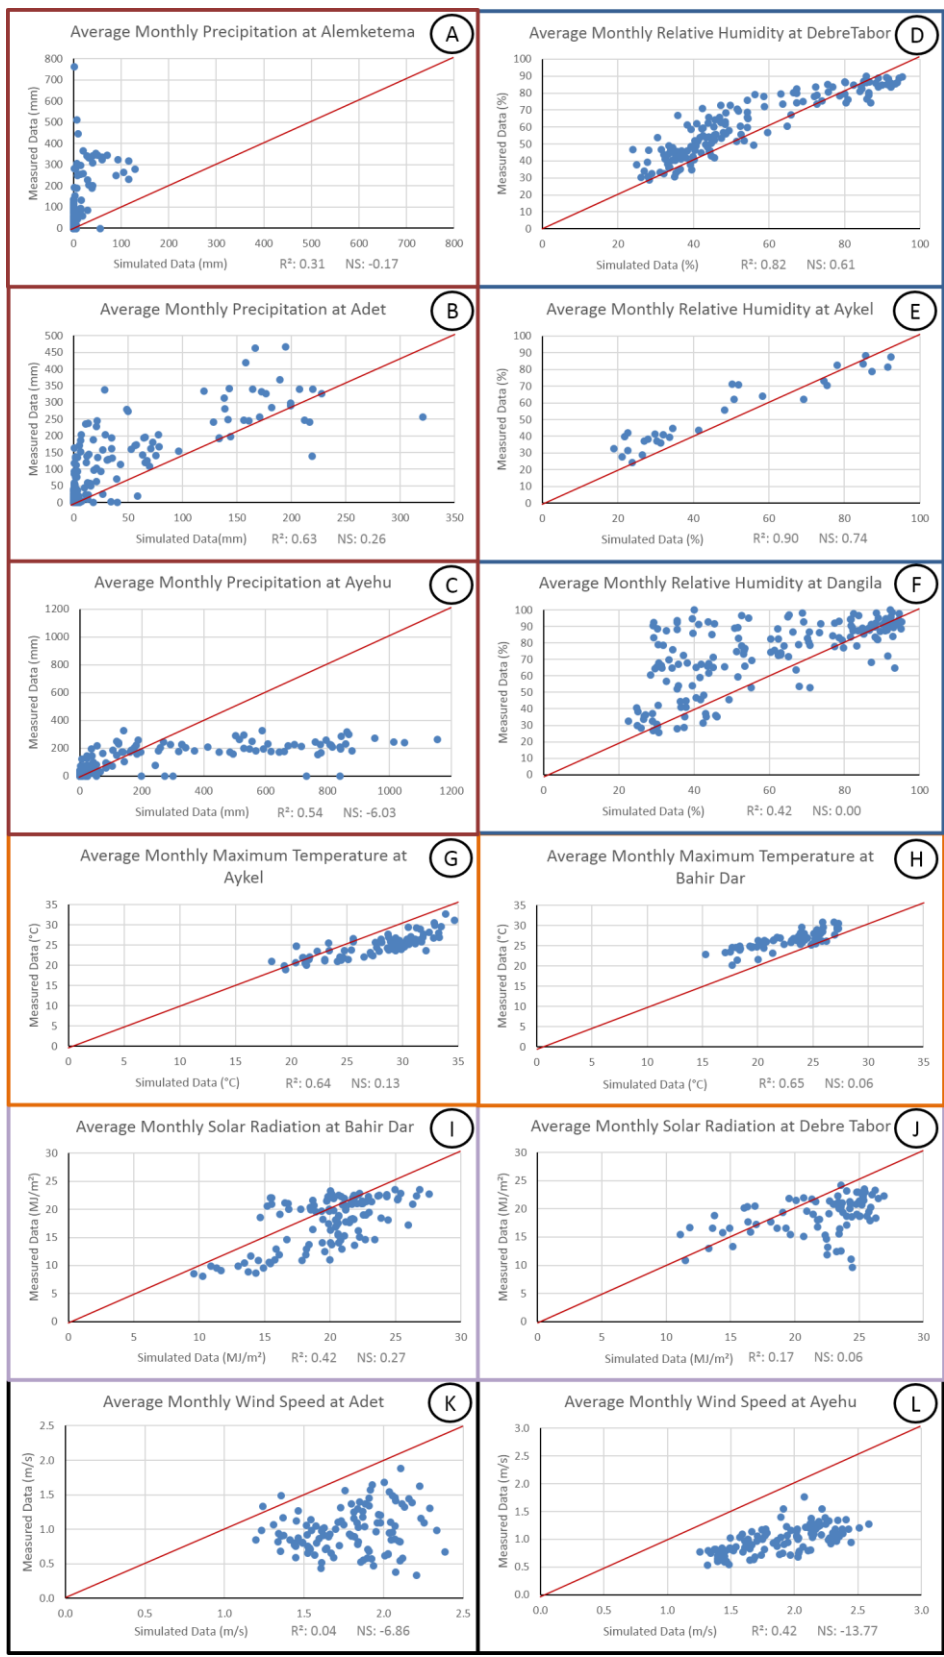 Average Monthly Precipitation at Alemketema
A
Measured Data (mm)
800
700
600
500
400
300
200
100
0
0 100 200 300 400 500 600 700 800
Simulated Data (mm) R²: 0.31 NS: -0.17
Average Monthly Relative Humidity at DebreTabor
D
Measured Data (%)
100
90
80
70
60
50
40
30
20
10
0
0 20 40 60 80 100
Simulated Data (%) R²: 0.82 NS: 0.61
Average Monthly Precipitation at Adet
B
Measured Data (mm)
500
450
400
350
300
250
200
150
100
50
0
0 50 100 150 200 250 300 350
Simulated Data(mm) R²: 0.63 NS: 0.26
Average Monthly Relative Humidity at Aykel
E
Measured Data (%)
100
90
80
70
60
50
40
30
20
10
0
0 20 40 60 80 100
Simulated Data (%) R²: 0.90 NS: 0.74
Average Monthly Precipitation at Ayehu
C
Measured Data (mm)
1200
1000
800
600
400
200
0
0 200 400 600 800 1000 1200
Simulated Data (mm) R²: 0.54 NS: -6.03
Average Monthly Relative Humidity at Dangila
F
Measured Data (%)
100
90
80
70
60
50
40
30
20
10
0
0 20 40 60 80 100
Simulated Data (%) R²: 0.42 NS: 0.00
Average Monthly Maximum Temperature at
Aykel
G
Measured Data (°C)
35
30
25
20
15
10
5
0
0 5 10 15 20 25 30 35
Simulated Data (°C) R²: 0.64 NS: 0.13
Average Monthly Maximum Temperature at
Bahir Dar
H
Measured Data (°C)
35
30
25
20
15
10
5
0
0 5 10 15 20 25 30 35
Simulated Data (°C) R²: 0.65 NS: 0.06
Average Monthly Solar Radiation at Bahir Dar
I
Measured Data (MJ/m²)
30
25
20
15
10
5
0
0 5 10 15 20 25 30
Simulated Data (MJ/m²) R²: 0.42 NS: 0.27
Average Monthly Solar Radiation at Debre Tabor
J
Measured Data (MJ/m²)
30
25
20
15
10
5
0
0 5 10 15 20 25 30
Simulated Data (MJ/m²) R²: 0.17 NS: 0.06
Average Monthly Wind Speed at Adet
K
Measured Data (m/s)
2.5
2.0
1.5
1.0
0.5
0.0
0.0 0.5 1.0 1.5 2.0 2.5
Simulated Data (m/s) R²: 0.04 NS: -6.86
Average Monthly Wind Speed at Ayehu
L
Measured Data (m/s)
3.0
2.5
2.0
1.5
1.0
0.5
0.0
0.0 0.5 1.0 1.5 2.0 2.5 3.0
Simulated Data (m/s) R²: 0.42 NS: -13.77